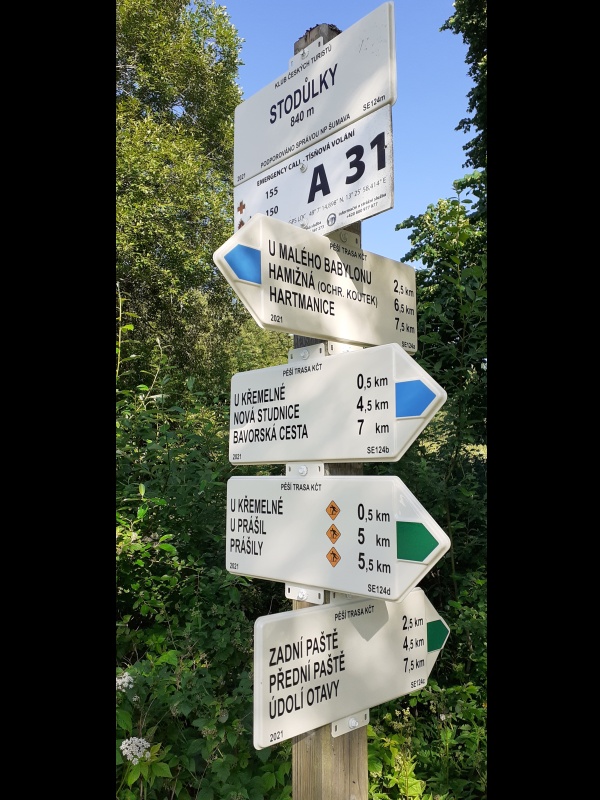 KLUB ČESKÝCH TURISTŮ
STODŮLKY
840 m
SE124m
2021
PODPOROVÁNO SPRÁVOU NP ŠUMAVA
EMERGENCY CALL - TÍSŇOVÁ VOLÁNÍ
155
150
A 31
PĚŠÍ TRASA KČT
U MALÉHO BABYLONU 2,5 km
HAMIŽNÁ (OCHR. KOUTEK) 6,5 km
HARTMANICE 7,5 km
2021
SE124a
PĚŠÍ TRASA KČT
U KŘEMELNÉ 0,5 km
NOVÁ STUDNICE 4,5 km
BAVORSKÁ CESTA 7 km
2021
SE124b
PĚŠÍ TRASA KČT
U KŘEMELNÉ 0,5 km
U PRÁŠIL 5 km
PRÁŠILY 5,5 km
2021
SE124d
PĚŠÍ TRASA KČT
ZADNÍ PAŠTĚ 2,5 km
PŘEDNÍ PAŠTĚ 4,5 km
ÚDOLÍ OTAVY 7,5 km
2021
SE124c